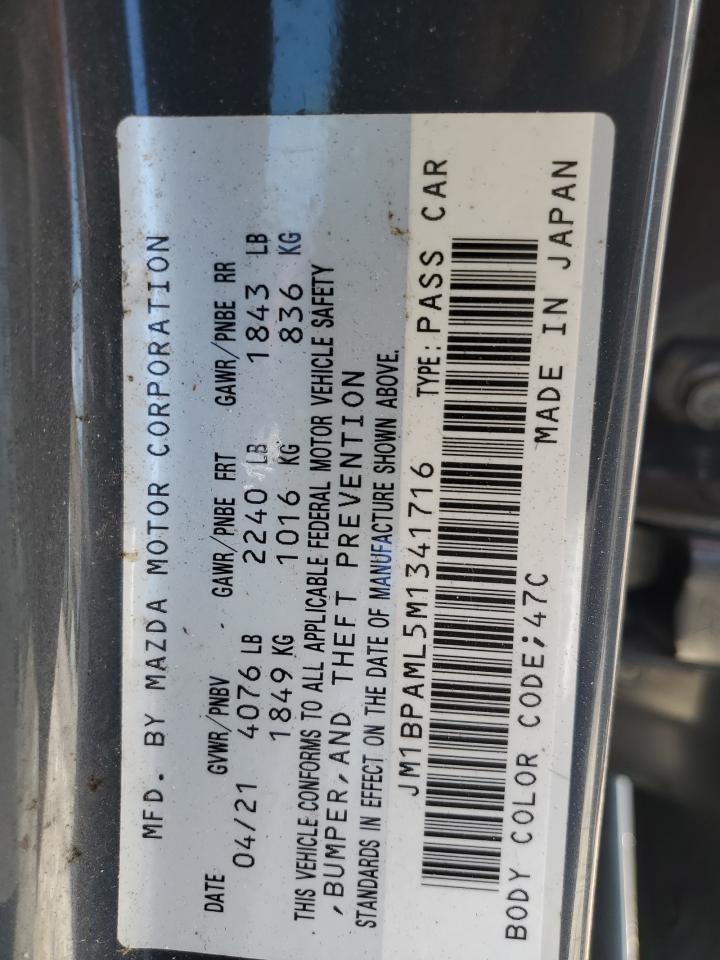 MFD. BY MAZDA MOTOR CORPORATION
DATE GVWR/PNBV GAWR/PNBE FRT GAWR/PNBE RR
04/21 4076 LB 2240 LB 1843 LB
1849 KG 1016 KG 836 KG
THIS VEHICLE CONFORMS TO ALL APPLICABLE FEDERAL MOTOR VEHICLE SAFETY
,BUMPER,AND THEFT PREVENTION
STANDARDS IN EFFECT ON THE DATE OF MANUFACTURE SHOWN ABOVE.
JM1BPAML5M1341716 TYPE:PASS CAR
BODY COLOR CODE;47C MADE IN JAPAN